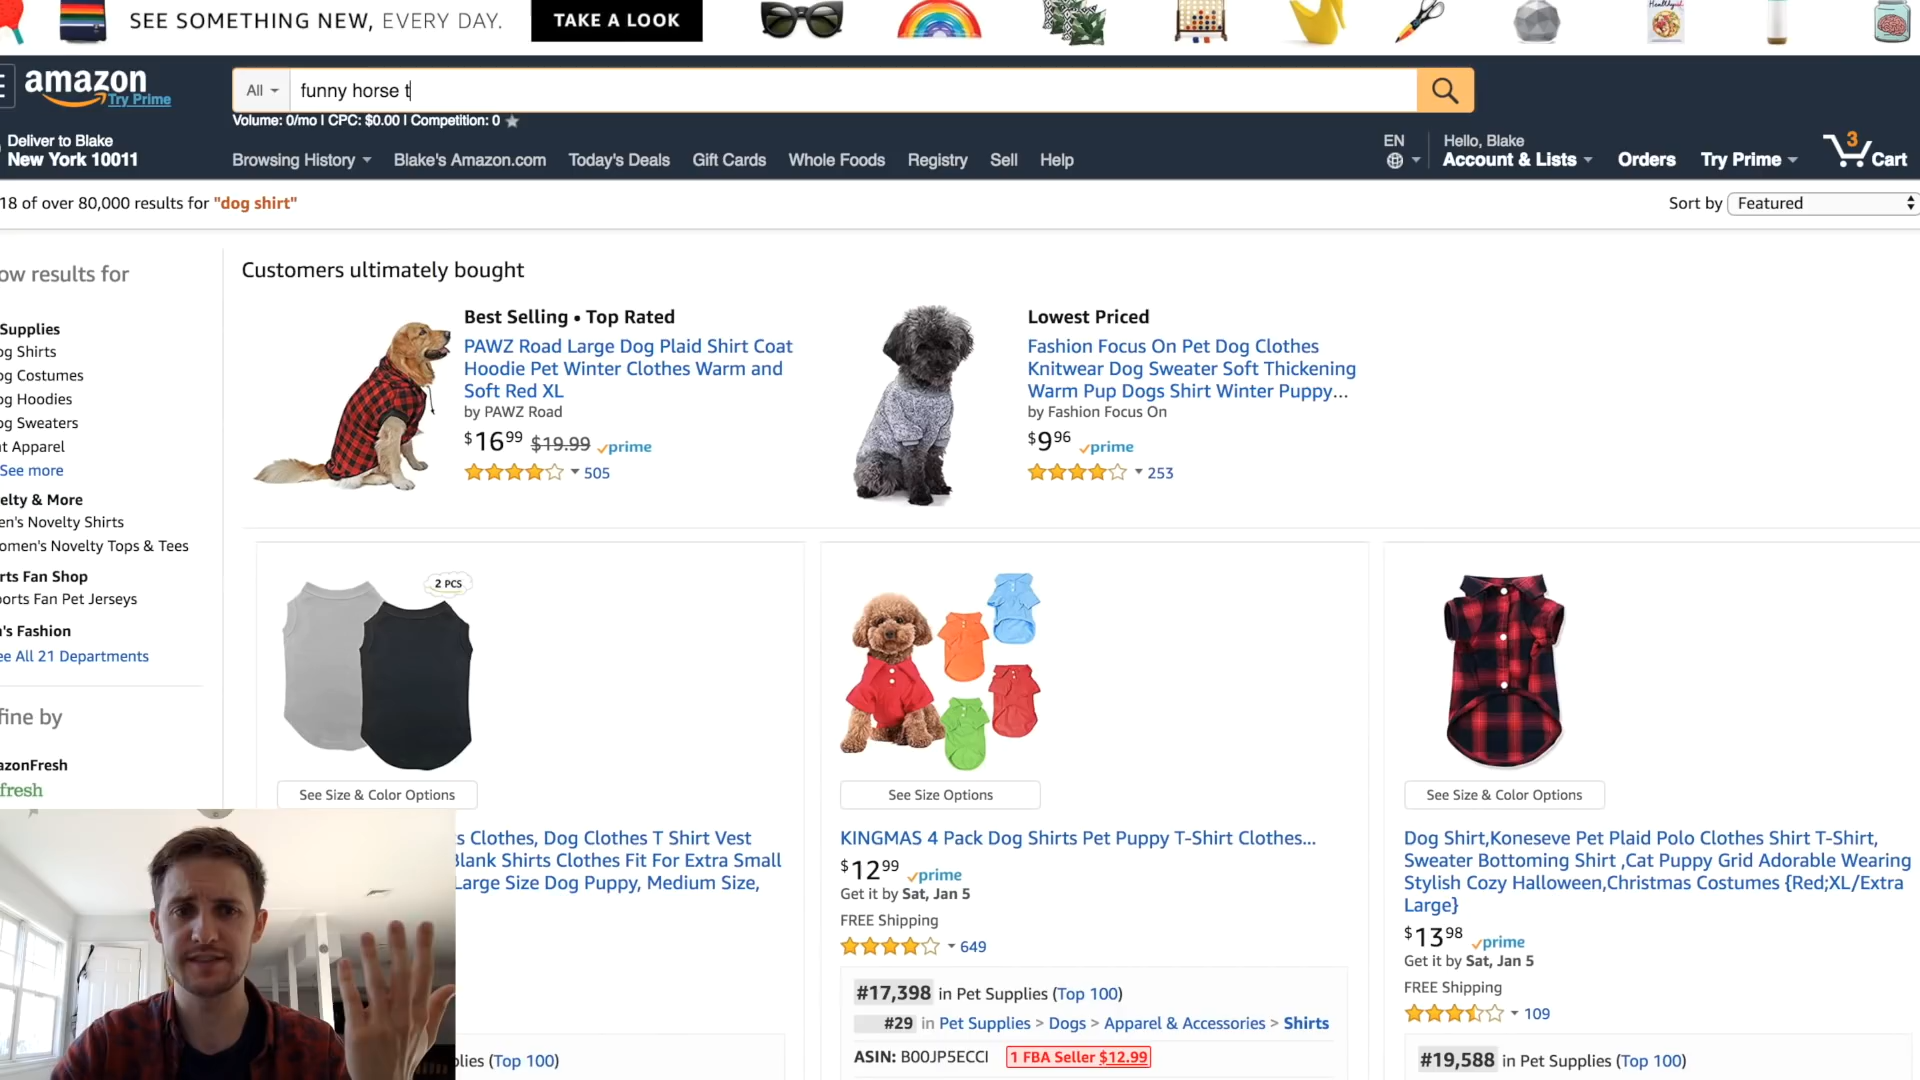 SEE SOMETHING NEW, EVERY DAY.
TAKE A LOOK
amazon
Try Prime
All
funny horse t
Volume: 0/mo | CPC: $0.00 | Competition: 0
Deliver to Blake
New York 10011
Browsing History
Blake's Amazon.com
Today's Deals
Gift Cards
Whole Foods
Registry
Sell
Help
EN
Hello, Blake
Account & Lists
Orders
Try Prime
3
Cart
18 of over 80,000 results for "dog shirt"
Sort by
Featured
ow results for
Supplies
og Shirts
og Costumes
og Hoodies
og Sweaters
at Apparel
See more
elty & More
en's Novelty Shirts
omen's Novelty Tops & Tees
rts Fan Shop
ports Fan Pet Jerseys
's Fashion
ee All 21 Departments
fine by
azonFresh
fresh
Customers ultimately bought
Best Selling • Top Rated
PAWZ Road Large Dog Plaid Shirt Coat
Hoodie Pet Winter Clothes Warm and
Soft Red XL
by PAWZ Road
$16.99 $19.99 prime
505
Lowest Priced
Fashion Focus On Pet Dog Clothes
Knitwear Dog Sweater Soft Thickening
Warm Pup Dogs Shirt Winter Puppy...
by Fashion Focus On
$9.96 prime
253
2 PCS
See Size & Color Options
s Clothes, Dog Clothes T Shirt Vest
Blank Shirts Clothes Fit For Extra Small
Large Size Dog Puppy, Medium Size,
plies (Top 100)
See Size Options
KINGMAS 4 Pack Dog Shirts Pet Puppy T-Shirt Clothes...
$12.99 prime
Get it by Sat, Jan 5
FREE Shipping
649
#17,398 in Pet Supplies (Top 100)
#29 in Pet Supplies > Dogs > Apparel & Accessories > Shirts
ASIN: B00JP5ECCI 1 FBA Seller $12.99
See Size & Color Options
Dog Shirt,Koneseve Pet Plaid Polo Clothes Shirt T-Shirt,
Sweater Bottoming Shirt ,Cat Puppy Grid Adorable Wearing
Stylish Cozy Halloween,Christmas Costumes {Red;XL/Extra
Large}
$13.98 prime
Get it by Sat, Jan 5
FREE Shipping
109
#19,588 in Pet Supplies (Top 100)